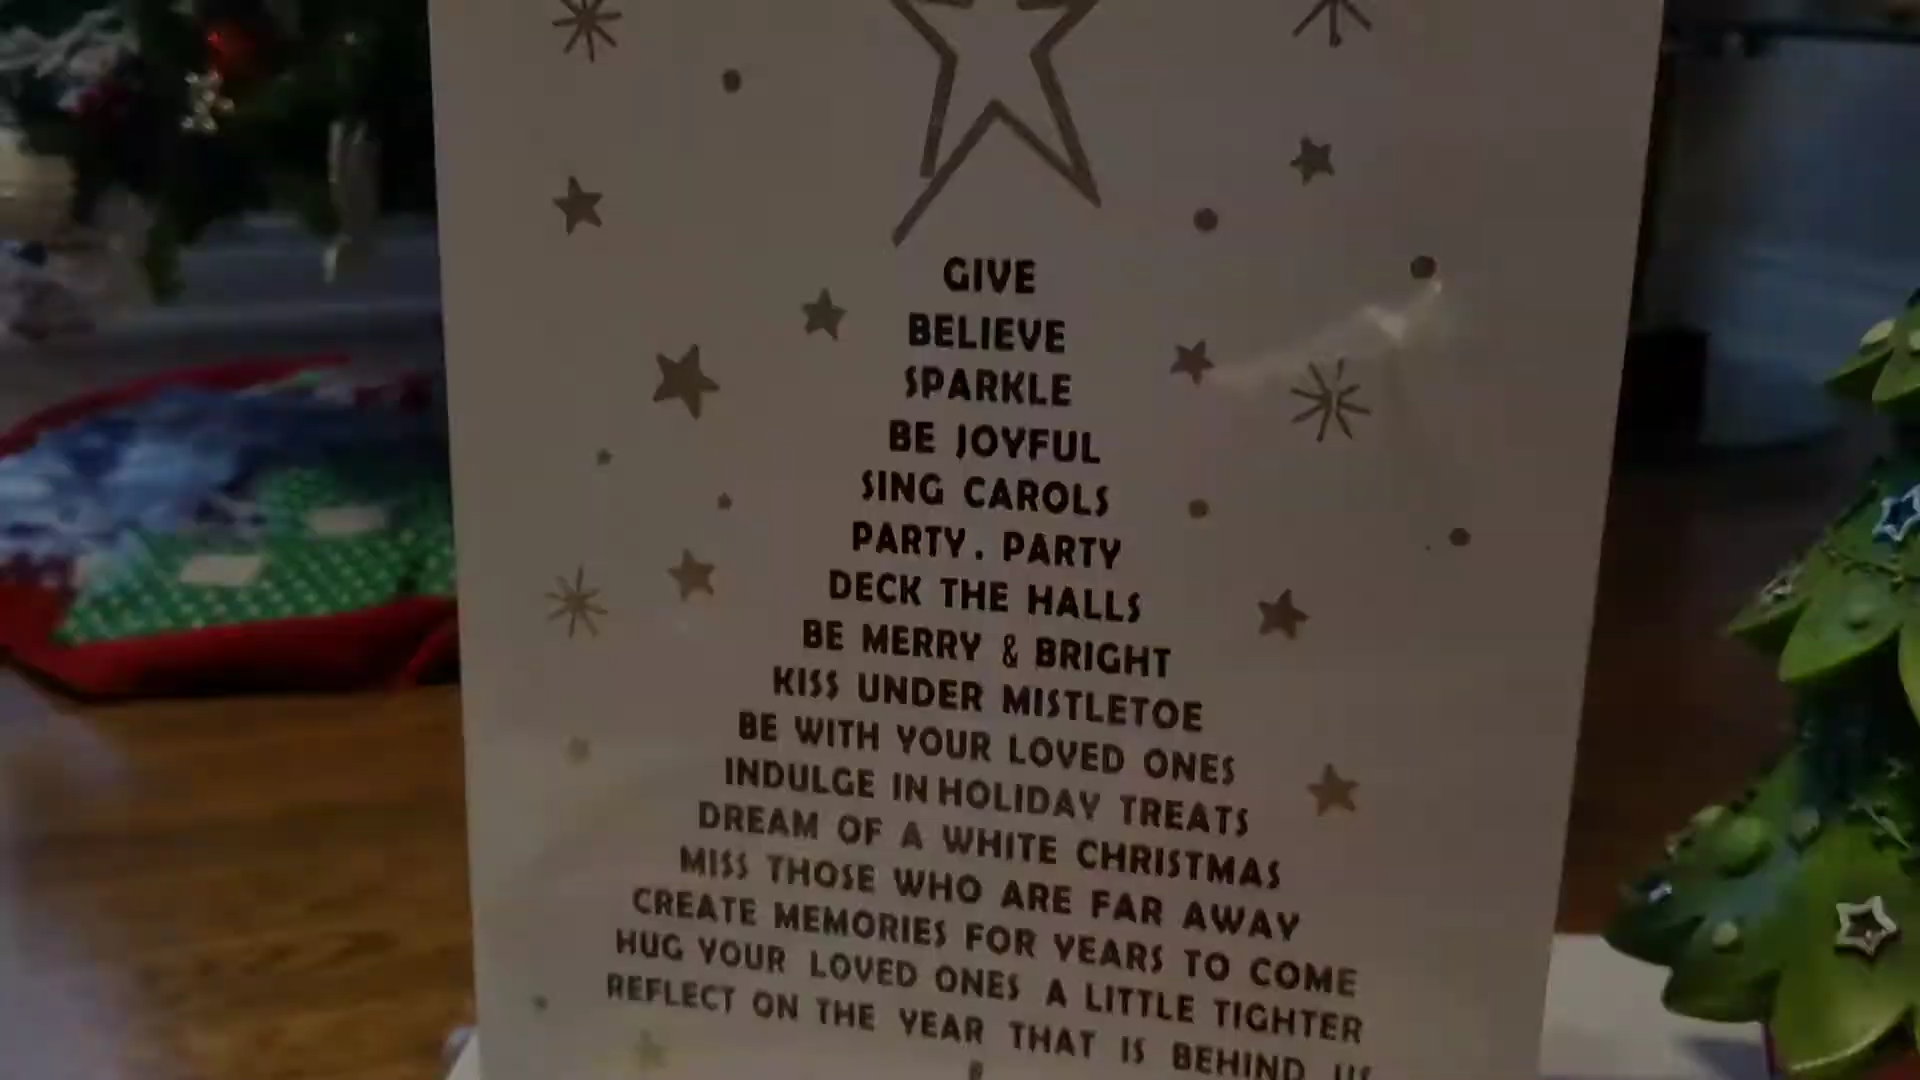 GIVE
BELIEVE
SPARKLE
BE JOYFUL
SING CAROLS
PARTY. PARTY
DECK THE HALLS
BE MERRY & BRIGHT
KISS UNDER MISTLETOE
BE WITH YOUR LOVED ONES
INDULGE IN HOLIDAY TREATS
DREAM OF A WHITE CHRISTMAS
MISS THOSE WHO ARE FAR AWAY
CREATE MEMORIES FOR YEARS TO COME
HUG YOUR LOVED ONES A LITTLE TIGHTER
REFLECT ON THE YEAR THAT IS BEHIND US